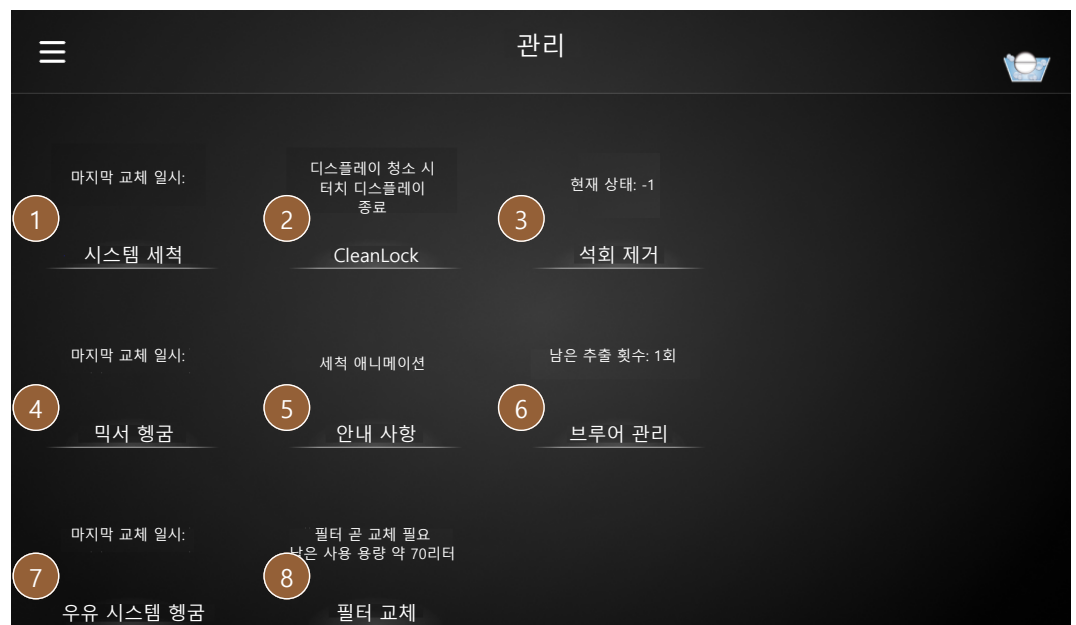 관리
마지막 교체 일시:
디스플레이 청소 시
터치 디스플레이
종료
현재 상태: -1
1
2
3
시스템 세척
CleanLock
석회 제거
마지막 교체 일시:
세척 애니메이션
남은 추출 횟수: 1회
4
5
6
믹서 헹굼
안내 사항
브루어 관리
마지막 교체 일시:
필터 곧 교체 필요
남은 사용 용량 약 70리터
7
8
우유 시스템 헹굼
필터 교체